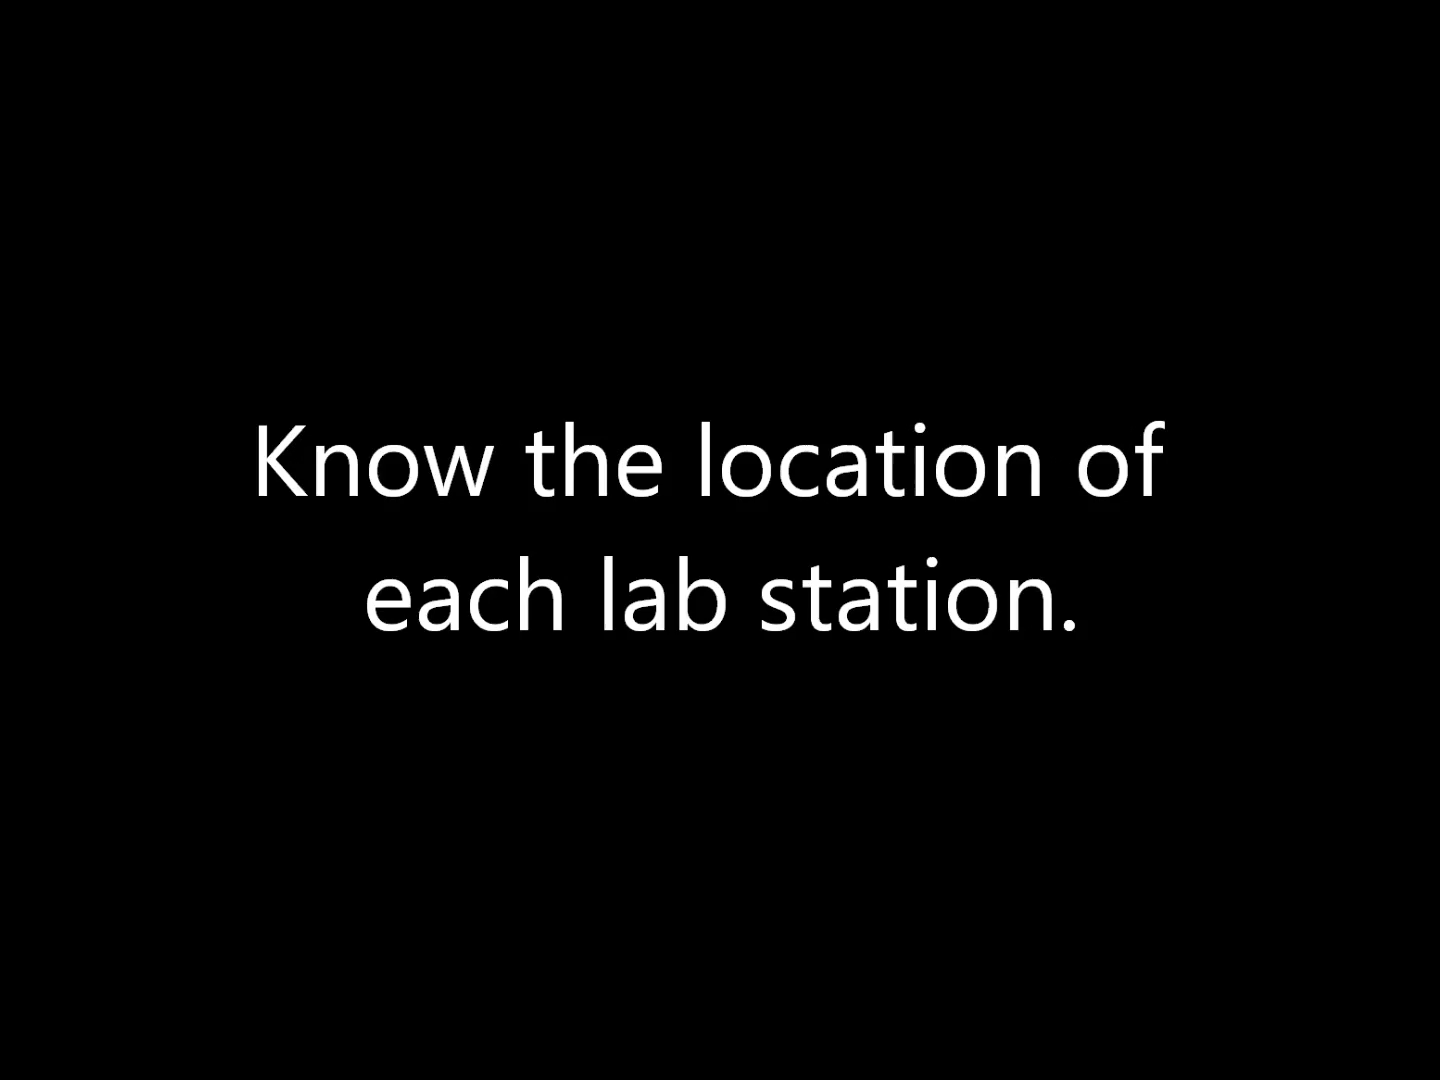 Know the location of
each lab station.